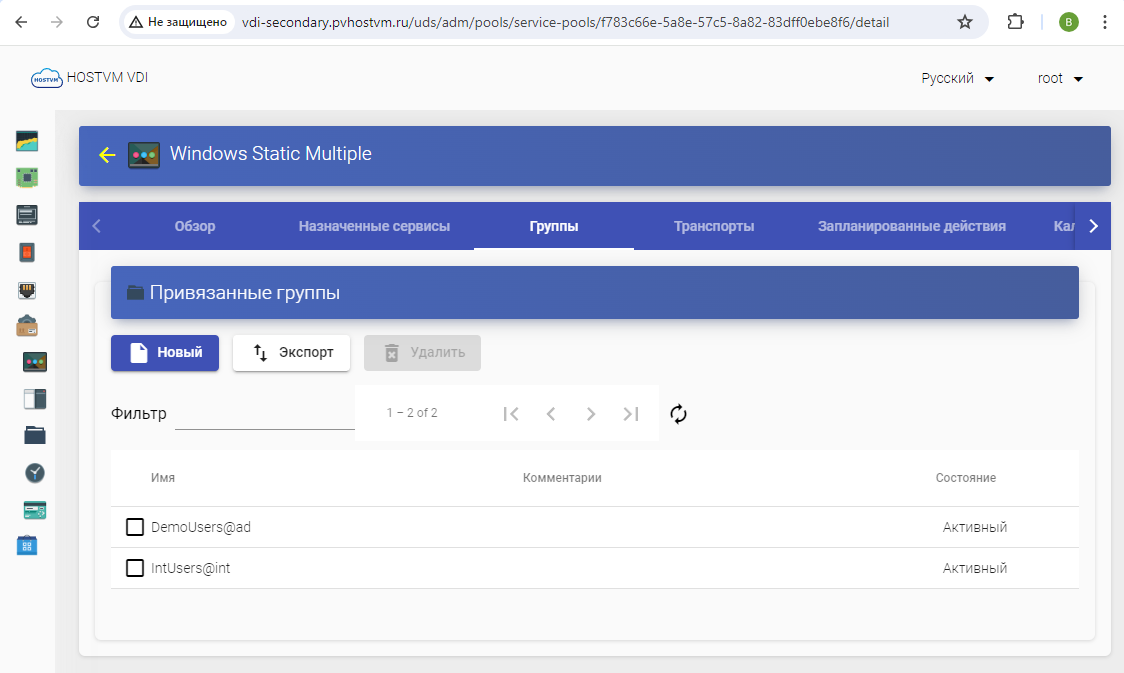 Не защищено vdi-secondary.pvhostvm.ru/uds/adm/pools/service-pools/f783c66e-5a8e-57c5-8a82-83dff0ebe8f6/detail B
HOSTVM HOSTVM VDI Русский root
Windows Static Multiple
Обзор Назначенные сервисы Группы Транспорты Запланированные действия Кал
Привязанные группы
Новый Экспорт Удалить
Фильтр 1 – 2 of 2
Имя Комментарии Состояние
DemoUsers@ad Активный
IntUsers@int Активный